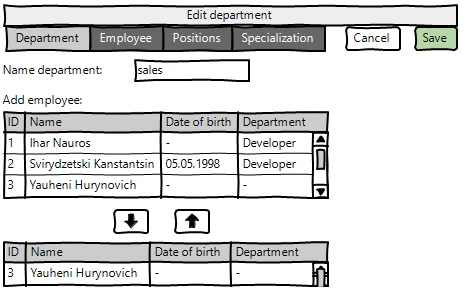 Edit department
Department Employee Positions Specialization Cancel Save
Name department: sales
Add employee:
ID Name Date of birth Department
1 Ihar Nauros - Developer
2 Svirydzetski Kanstantsin 05.05.1998 Developer
3 Yauheni Hurynovich - -
ID Name Date of birth Department
3 Yauheni Hurynovich - -